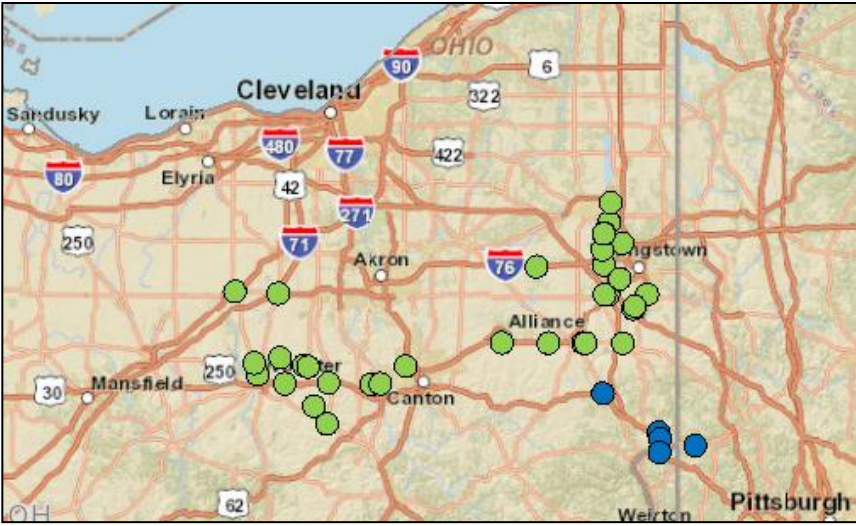 OHIO
90
6
Cleveland
322
Sandusky
Lorain
480
77
422
Elyria
80
42
271
250
71
ngstown
Akron
76
Alliance
250
ster
30
Mansfield
Canton
62
Pittsburgh
OH
Weirton